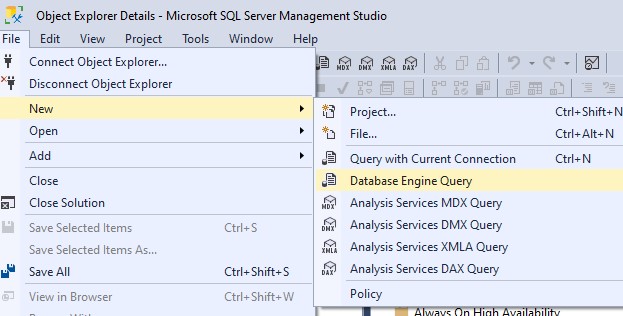 Object Explorer Details - Microsoft SQL Server Management Studio
File Edit View Project Tools Window Help
MDX DMX XMLA DAX
Connect Object Explorer...
Disconnect Object Explorer
New
Open
Add
Close
Close Solution
Save Selected Items Ctrl+S
Save Selected Items As...
Save All Ctrl+Shift+S
View in Browser Ctrl+Shift+W
Project... Ctrl+Shift+N
File... Ctrl+Alt+N
Query with Current Connection Ctrl+N
Database Engine Query
MDX Analysis Services MDX Query
DMX Analysis Services DMX Query
XMLA Analysis Services XMLA Query
DAX Analysis Services DAX Query
Policy
Always On High Availability